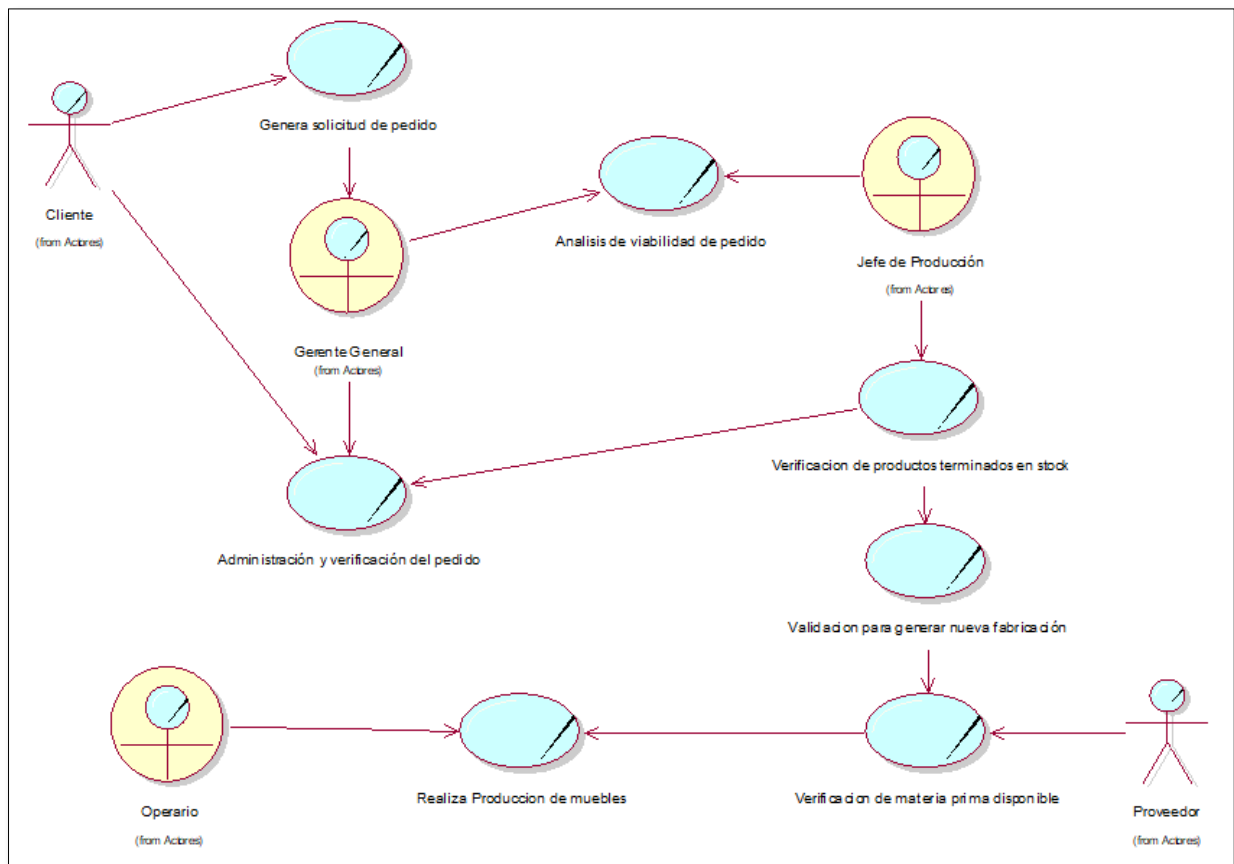 Genera solicitud de pedido
Cliente
(from Actores)
Analisis de viabilidad de pedido
Jefe de Producción
(from Actores)
Gerente General
(from Actores)
Verificacion de productos terminados en stock
Administración y verificación del pedido
Validacion para generar nueva fabricación
Operario
(from Actores)
Realiza Produccion de muebles
Verificacion de materia prima disponible
Proveedor
(from Actores)